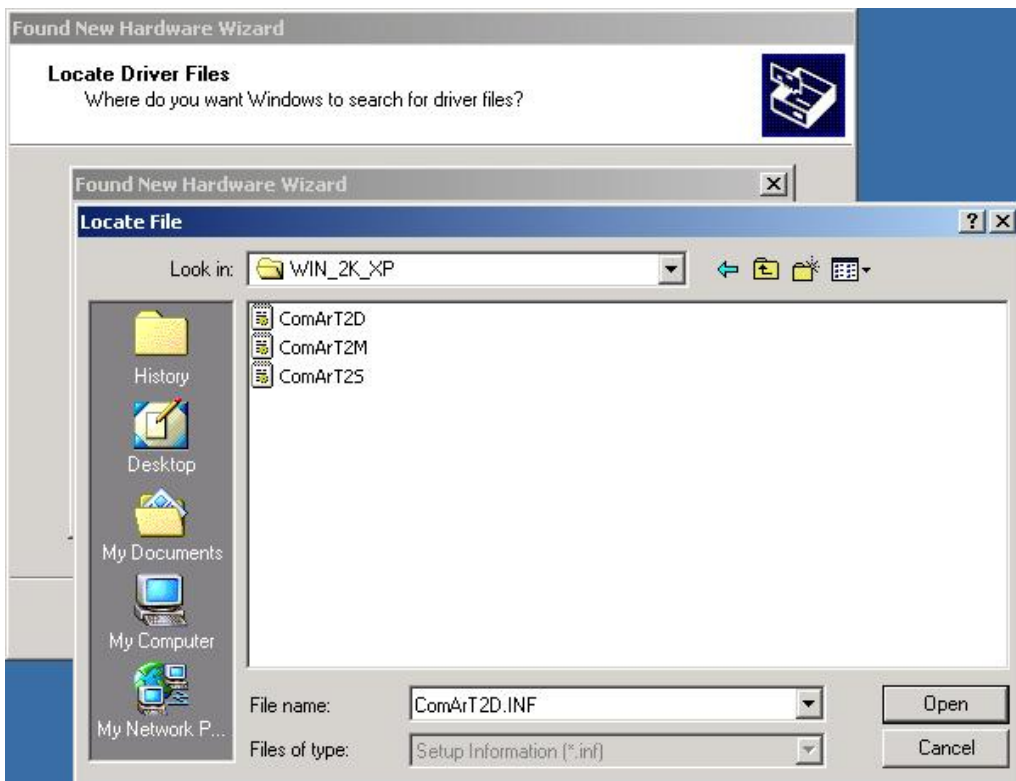 Found New Hardware Wizard
Locate Driver Files
Where do you want Windows to search for driver files?
Found New Hardware Wizard
Locate File
Look in: WIN_2K_XP
ComArT2D
ComArT2M
ComArT2S
History
Desktop
My Documents
My Computer
My Network P...
File name: ComArT2D.INF Open
Files of type: Setup Information (*.inf) Cancel